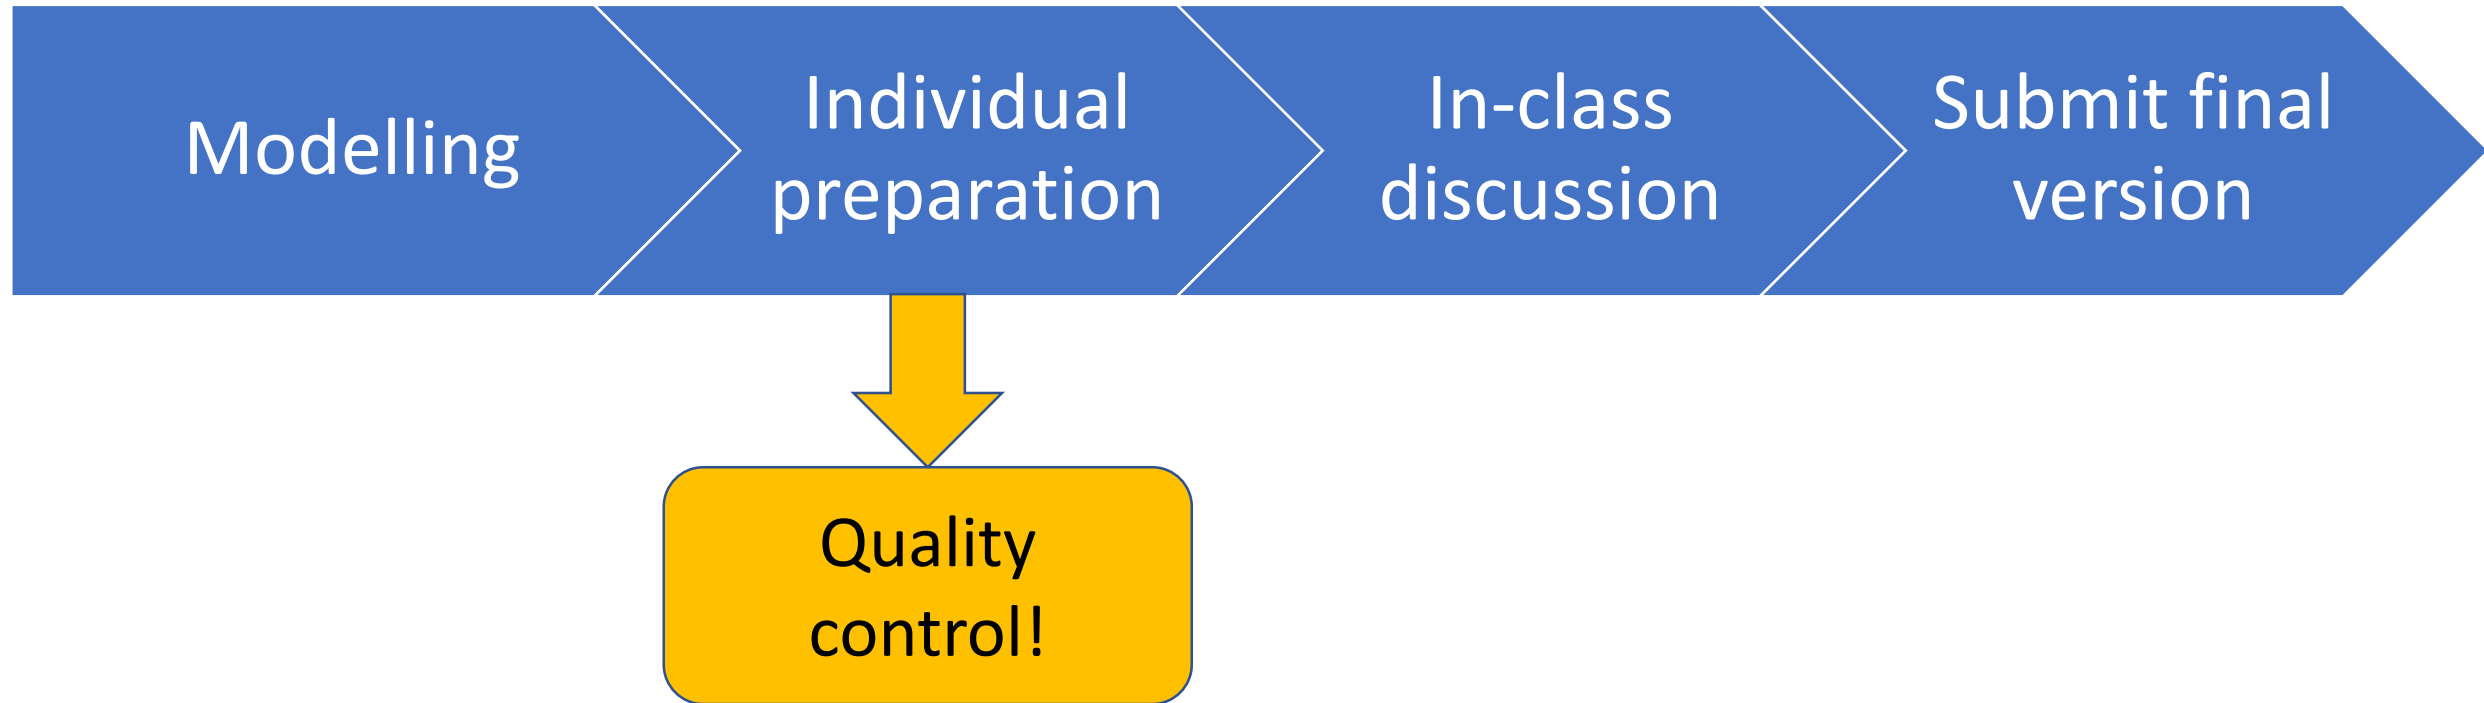 Modelling
Individual
preparation
In-class
discussion
Submit final
version
Quality
control!